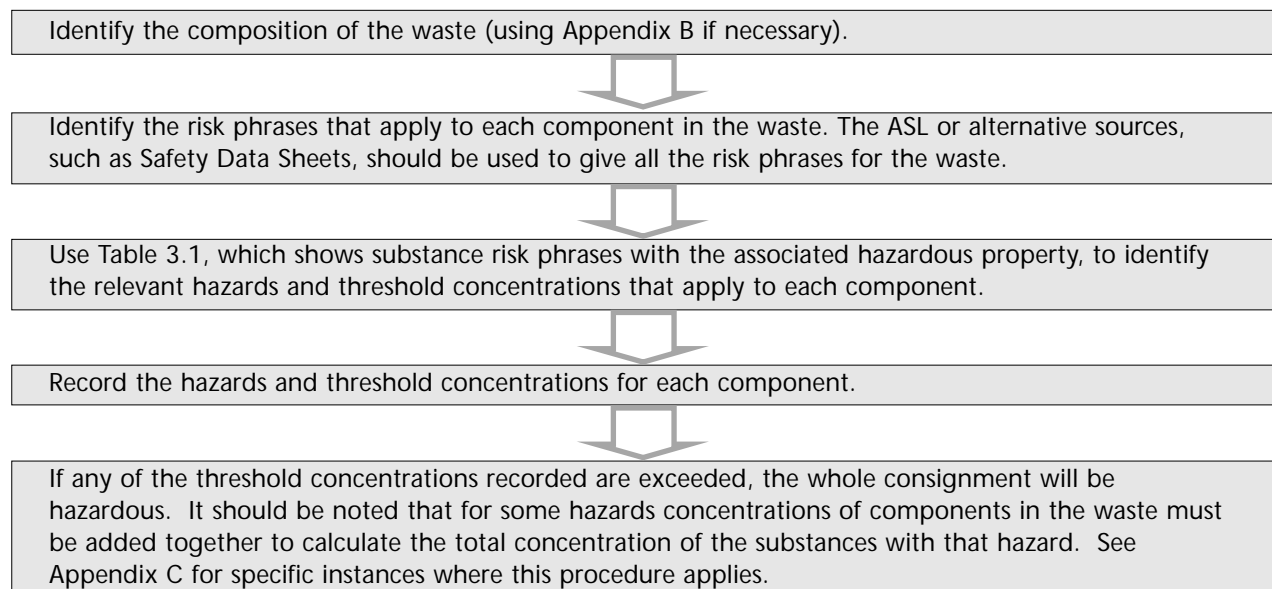 Identify the composition of the waste (using Appendix B if necessary).
Identify the risk phrases that apply to each component in the waste. The ASL or alternative sources,
such as Safety Data Sheets, should be used to give all the risk phrases for the waste.
Use Table 3.1, which shows substance risk phrases with the associated hazardous property, to identify
the relevant hazards and threshold concentrations that apply to each component.
Record the hazards and threshold concentrations for each component.
If any of the threshold concentrations recorded are exceeded, the whole consignment will be
hazardous.  It should be noted that for some hazards concentrations of components in the waste must
be added together to calculate the total concentration of the substances with that hazard.  See
Appendix C for specific instances where this procedure applies.